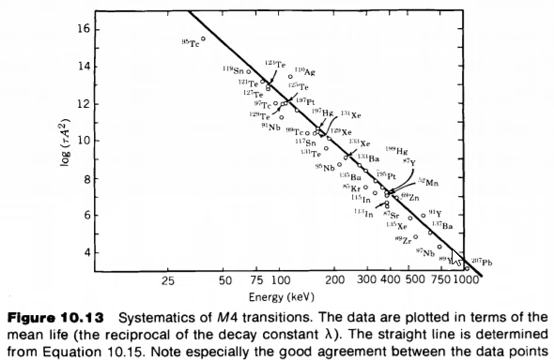 16
14
12
10
8
6
4
log (τA²)
⁹⁵Tc
¹¹⁹Sn
¹²³Te
¹²¹Te
¹¹⁰Ag
¹²⁵Te
¹²⁷Te
⁹⁷Tc
¹⁹⁷Pt
¹²⁹Te
⁹¹Nb
¹⁹⁷Hg
¹³¹Xe
⁹⁹Tc
¹²⁹Xe
¹¹⁷Sn
¹³¹Te
¹³³Xe
⁹⁵Nb
¹³³Ba
¹⁹⁹Hg
⁸⁷Y
¹³⁵Ba
¹⁹⁵Pt
⁸⁵Kr
⁵²Mn
¹¹⁵In
⁶⁹Zn
¹¹³In
⁸⁷Sr
⁹¹Y
¹³⁵Xe
¹³⁷Ba
⁸⁹Zr
⁹⁷Nb
⁸⁹Y
²⁰⁷Pb
25 50 75 100 200 300 400 500 750 1000
Energy (keV)
Figure 10.13 Systematics of M4 transitions. The data are plotted in terms of the
mean life (the reciprocal of the decay constant λ). The straight line is determined
from Equation 10.15. Note especially the good agreement between the data points